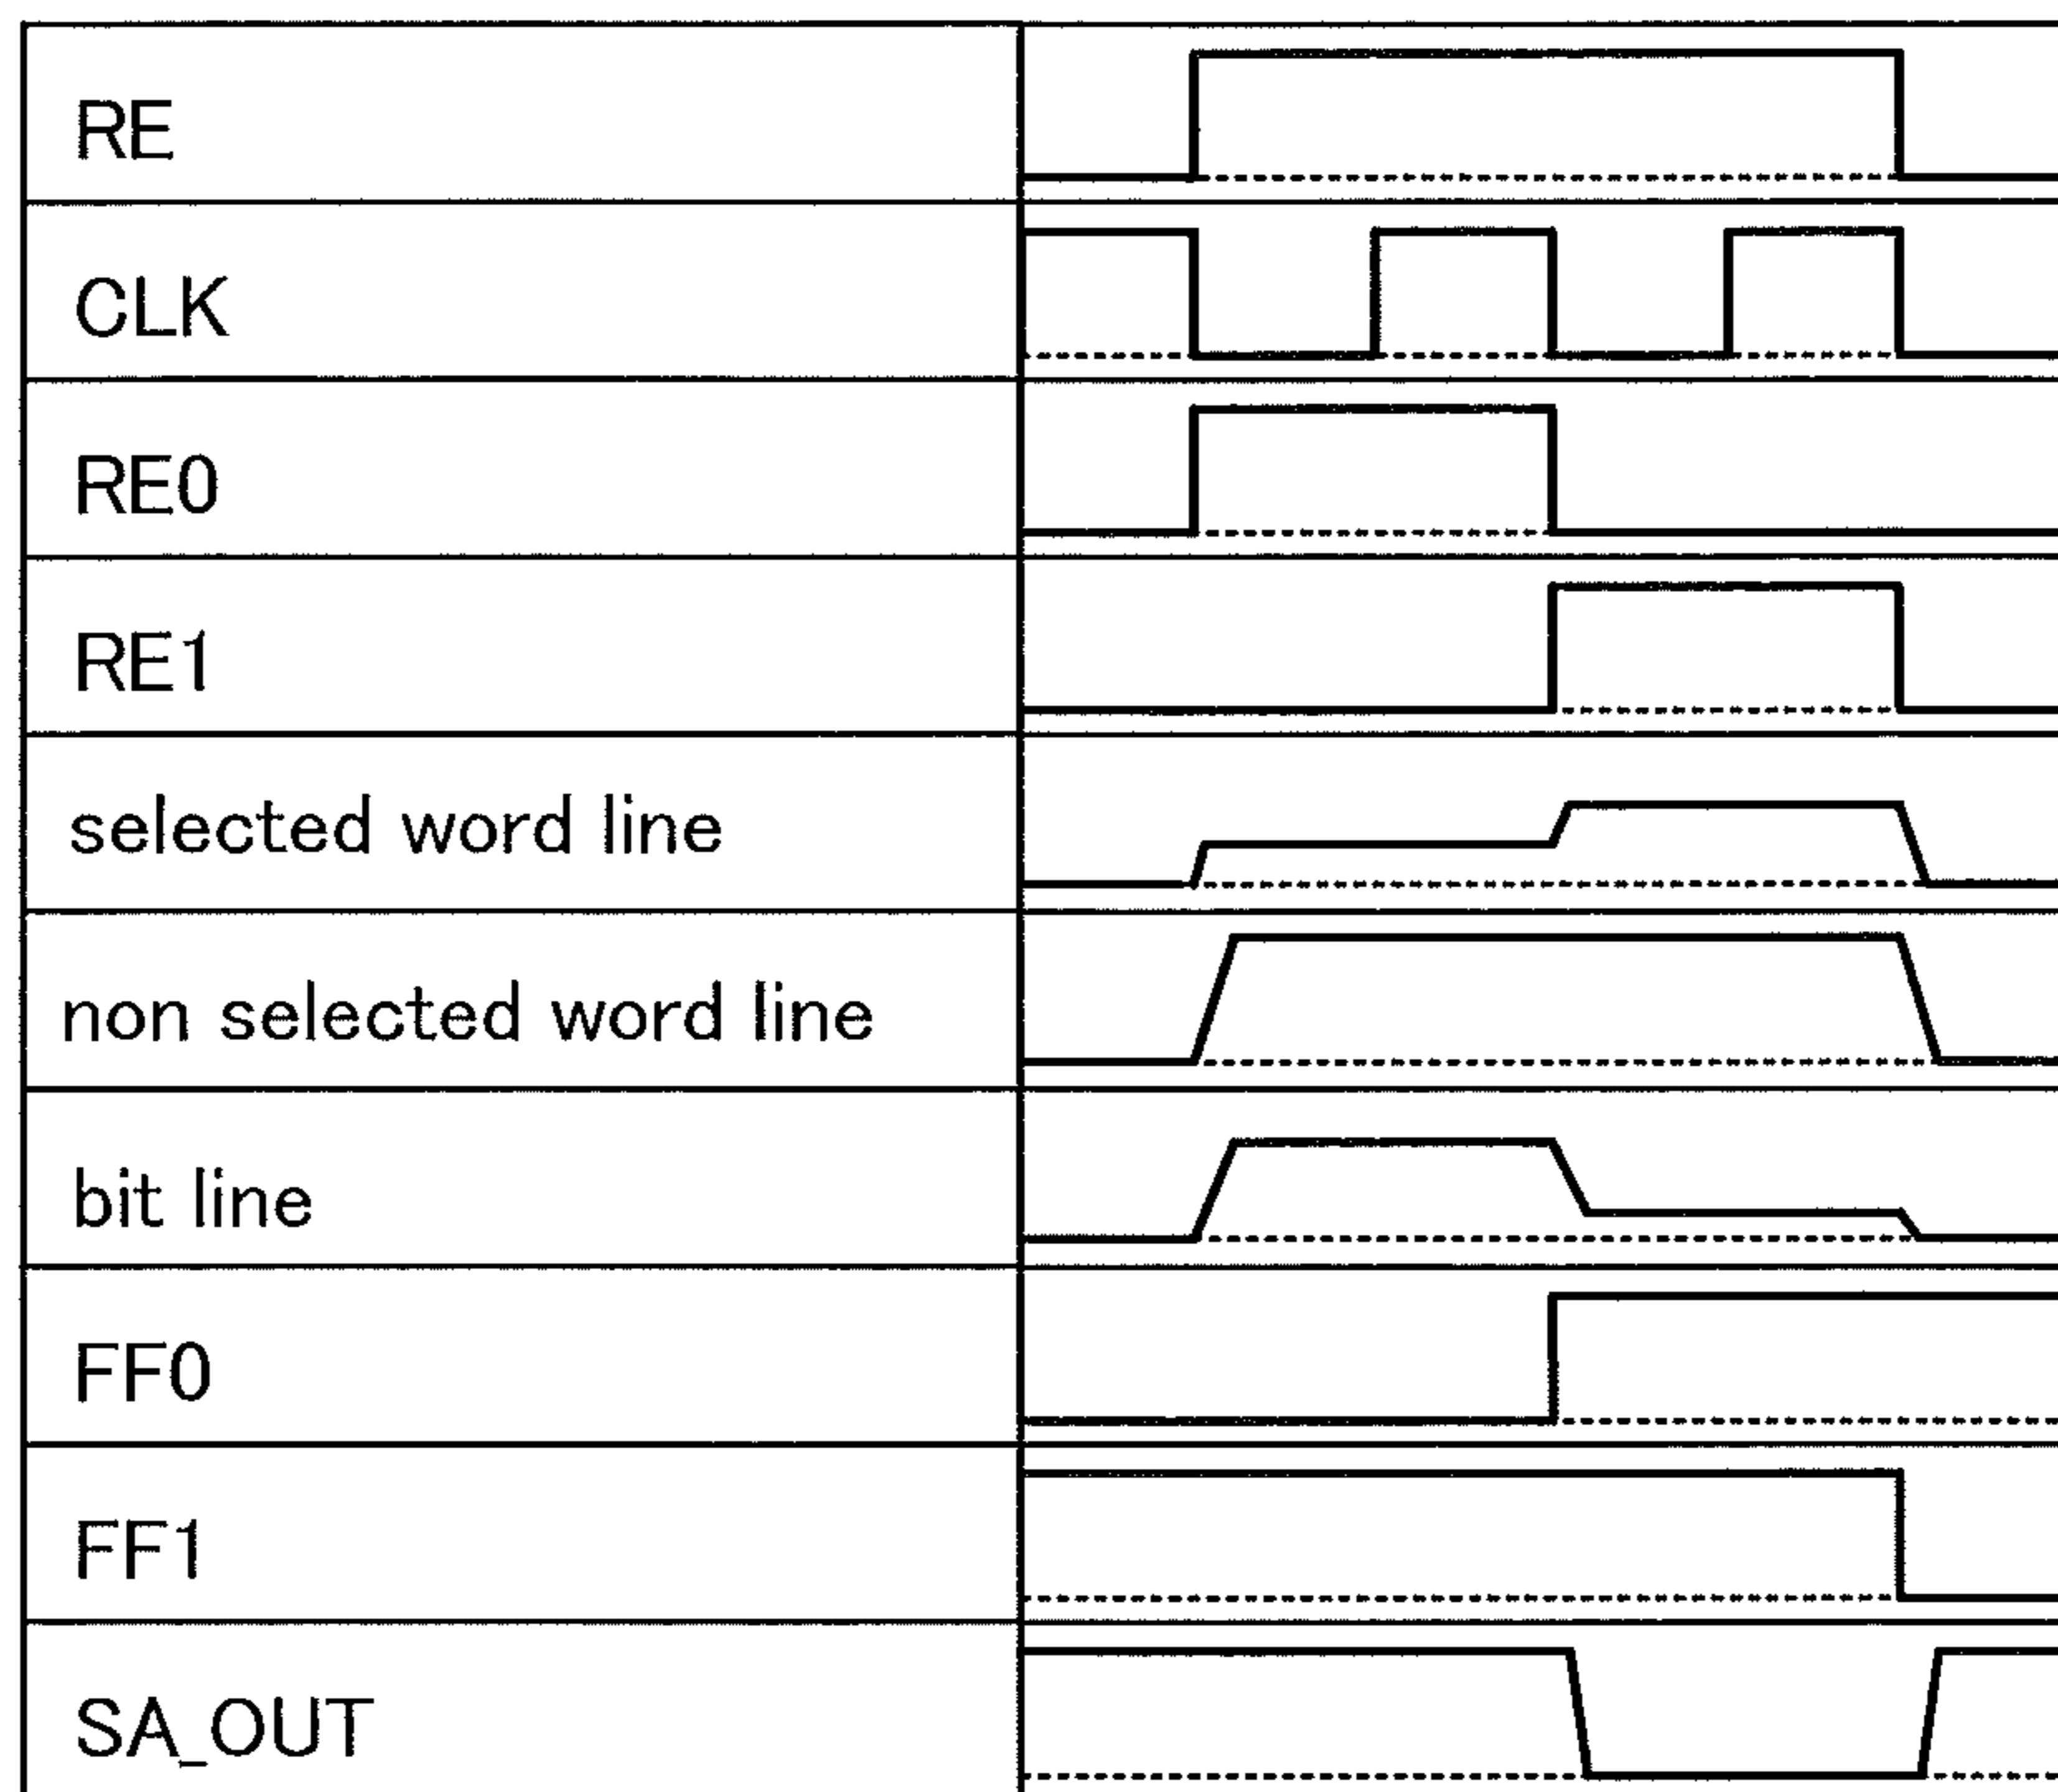 RE
CLK
RE0
RE1
selected word line
non selected word line
bit line
FF0
FF1
SA_OUT